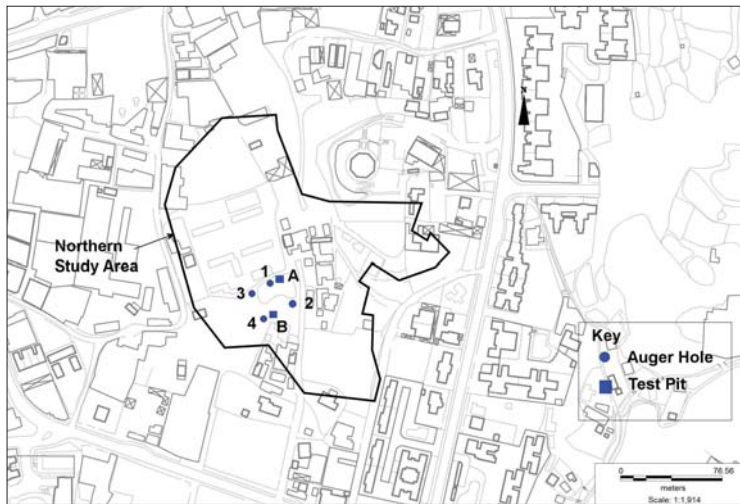 N
Northern
Study Area
1
A
3
2
4
B
Key
Auger Hole
Test Pit
0
76.56
meters
Scale: 1:1,914